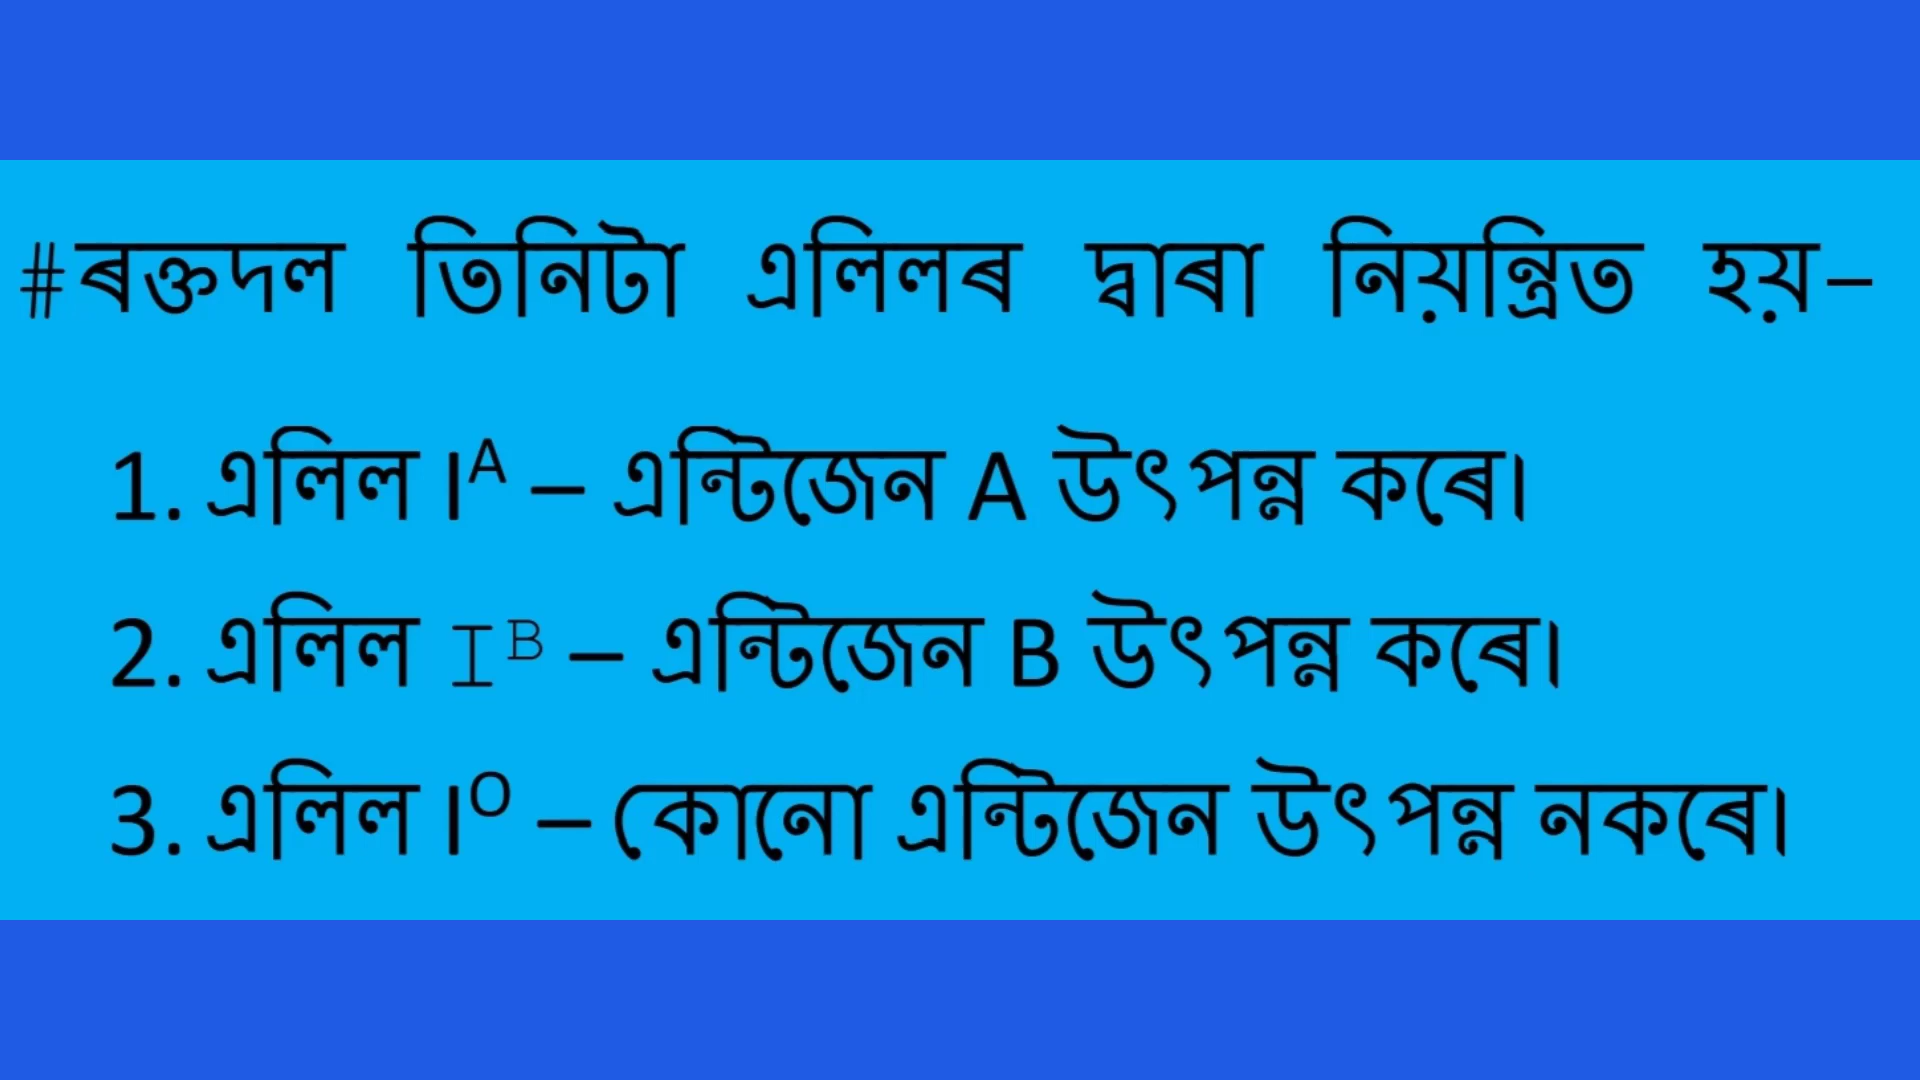 #ৰক্তদল তিনিটা এলিলৰ দ্বাৰা নিয়ন্ত্ৰিত হয়–
1. এলিল Iᴬ – এন্টিজেন A উৎপন্ন কৰে।
2. এলিল Iᴮ – এন্টিজেন B উৎপন্ন কৰে।
3. এলিল Iᴼ – কোনো এন্টিজেন উৎপন্ন নকৰে।